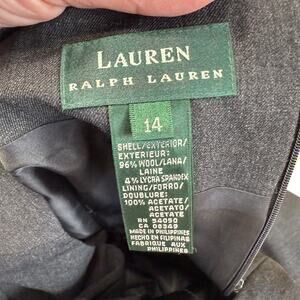 LAUREN
RALPH LAUREN
14
SHELL/EXTERIOR/
EXTERIEUR:
96% WOOL/LANA/
LAINE
4% LYCRA SPANDEX
LINING/FORRO/
DOUBLURE:
100% ACETATE/
ACETATO/
ACETATE
RN 54050
CA 08349
MADE IN PHILIPPINES
HECHO EN FILIPINAS
FABRIQUE AUX
PHILIPPINES